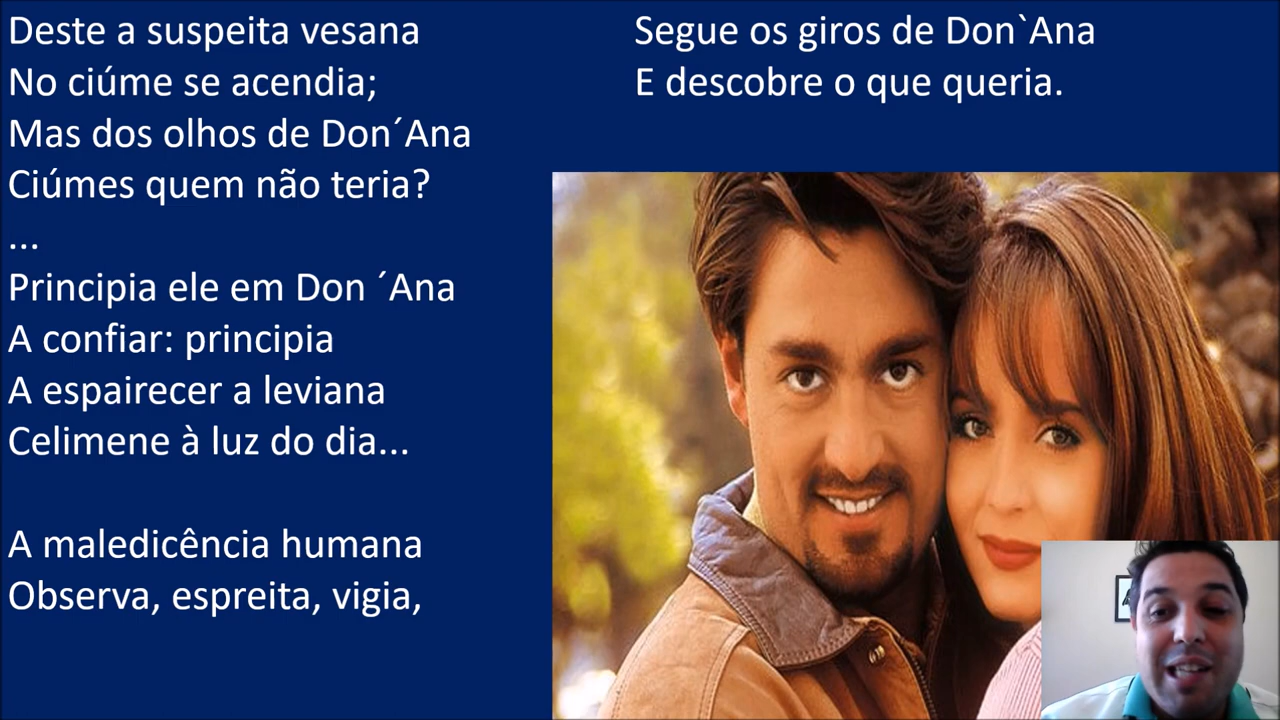 Deste a suspeita vesana
No ciúme se acendia;
Mas dos olhos de Don´Ana
Ciúmes quem não teria?
...
Principia ele em Don ´Ana
A confiar: principia
A espairecer a leviana
Celimene à luz do dia...
A maledicência humana
Observa, espreita, vigia,
Segue os giros de Don`Ana
E descobre o que queria.